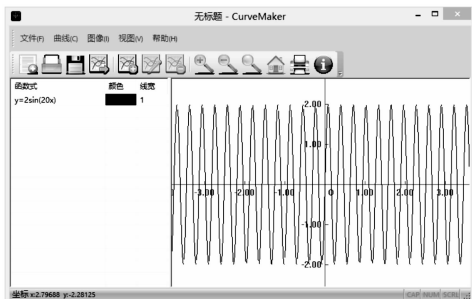 无标题 - CurveMaker
文件(F) 曲线(C) 图像(I) 视图(V) 帮助(H)
函数式 颜色 线宽
y=2sin(20x) 1
2.00
1.00
-3.00 -2.00 -1.00 0 1.00 2.00 3.00
-1.00
-2.00
坐标 x:2.79688 y:-2.28125 CAP NUM SCRL